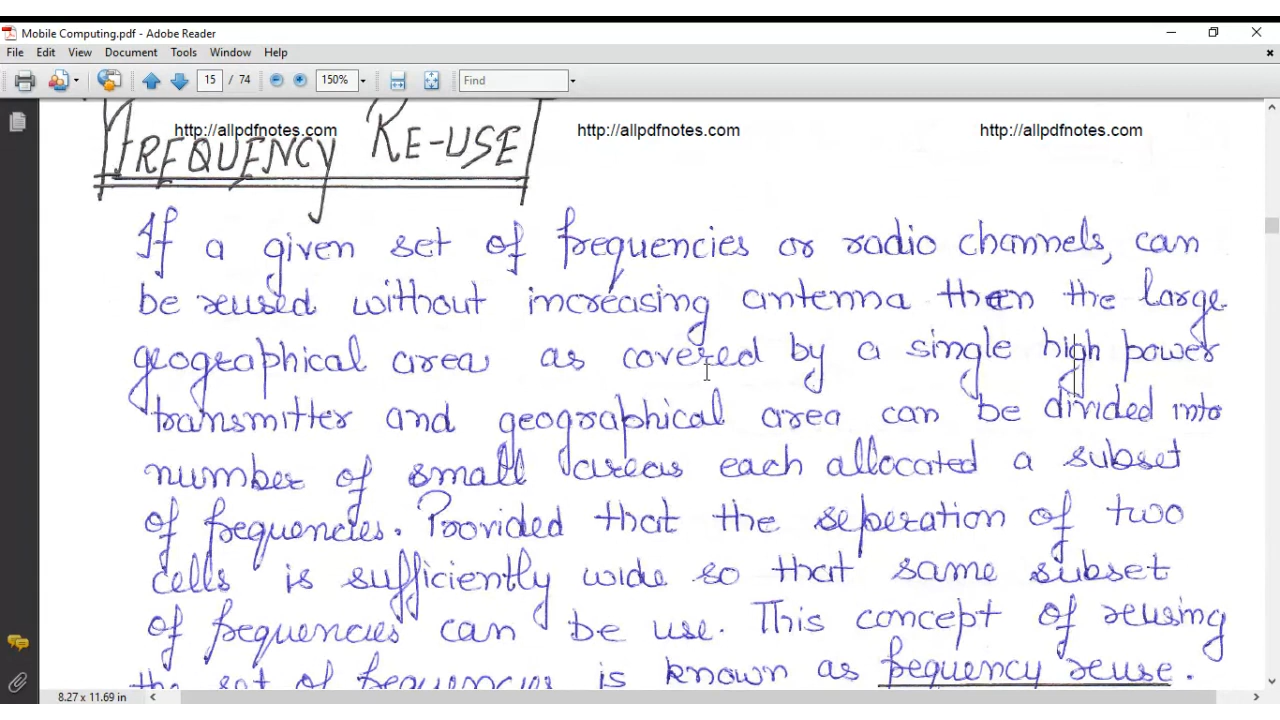 Mobile Computing.pdf - Adobe Reader
File Edit View Document Tools Window Help
15 / 74 150% Find
http://allpdfnotes.com http://allpdfnotes.com http://allpdfnotes.com
FREQUENCY RE-USE
If a given set of frequencies or radio channels, can
be reused without increasing antenna then the large
geographical area as covered by a single high power
transmitter and geographical area can be divided into
number of small areas each allocated a subset
of frequencies. Provided that the seperation of two
cells is sufficiently wide so that same subset
of frequencies can be use. This concept of reusing
the set of frequencies is known as frequency reuse.
8.27 x 11.69 in